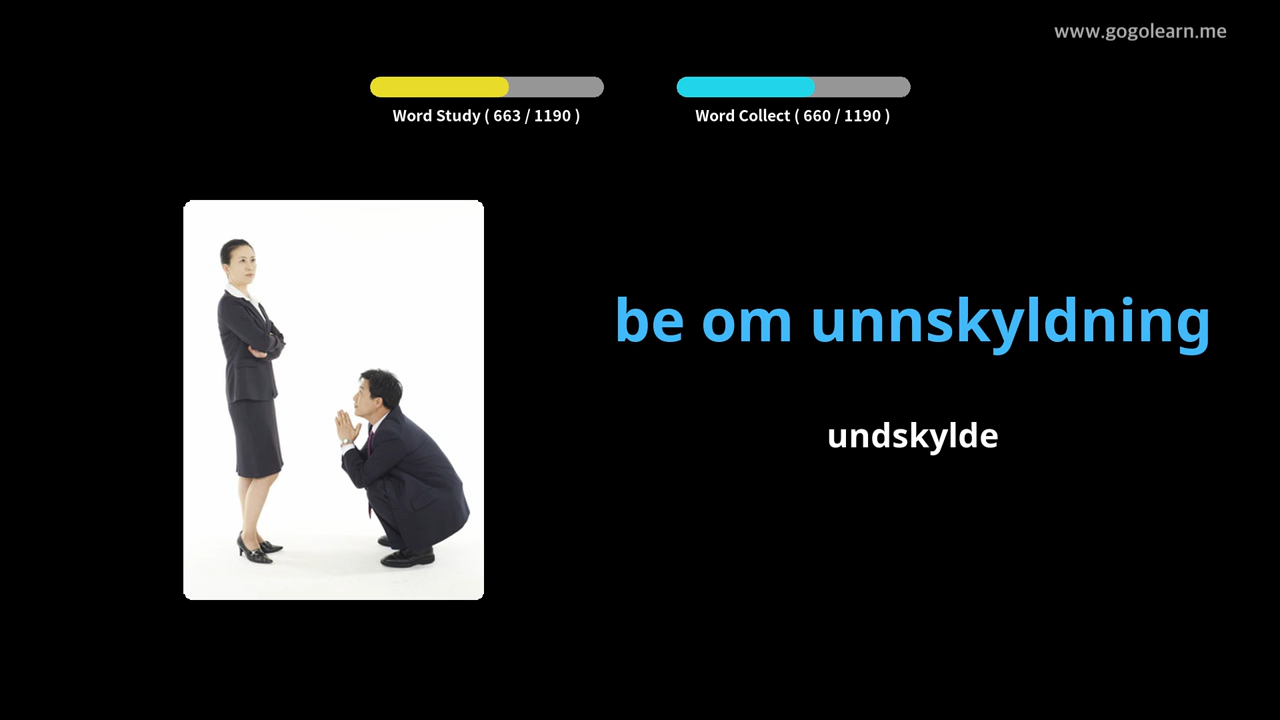 www.gogolearn.me
Word Study ( 663 / 1190 )
Word Collect ( 660 / 1190 )
be om unnskyldning
undskylde